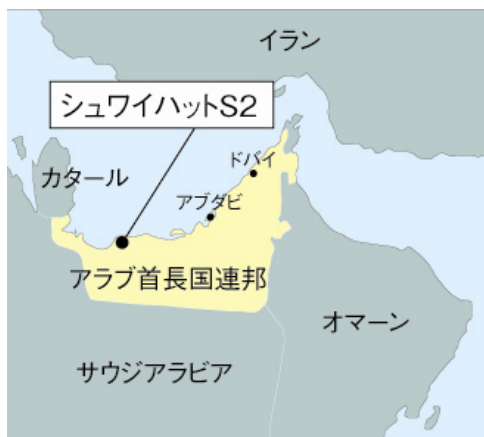 イラン
シュワイハットS2
ドバイ
カタール
アブダビ
アラブ首長国連邦
オマーン
サウジアラビア